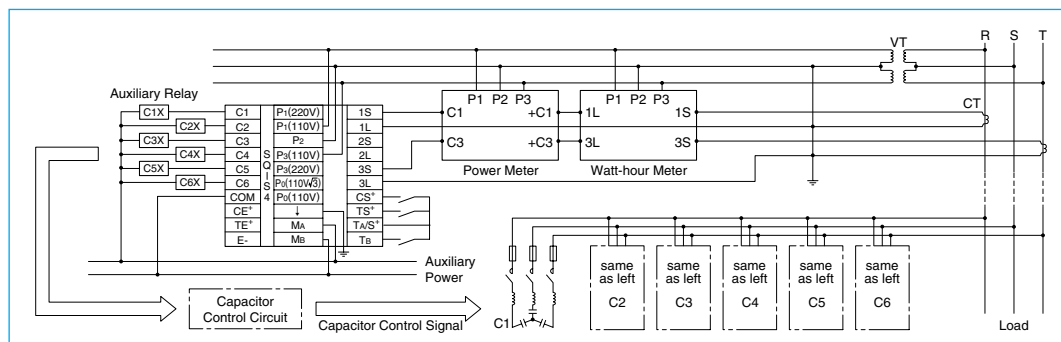 R S T
VT
P1 P2 P3
P1 P2 P3
Auxiliary Relay
C1X
C2X
C3X
C4X
C5X
C6X
C1
C2
C3
C4
C5
C6
COM
CE+
TE+
E-
SQIS4
P1(220V)
P1(110V)
P2
P3(110V)
P3(220V)
P0(110V√3)
P0(110V)
↓
MA
MB
1S
1L
2S
2L
3S
3L
CS+
TS+
TA/S+
TB
C1 +C1
C3 +C3
Power Meter
1L 1S
3L 3S
Watt-hour Meter
CT
Auxiliary
Power
Capacitor
Control Circuit
Capacitor Control Signal
C1
same
as left
C2
same
as left
C3
same
as left
C4
same
as left
C5
same
as left
C6
Load